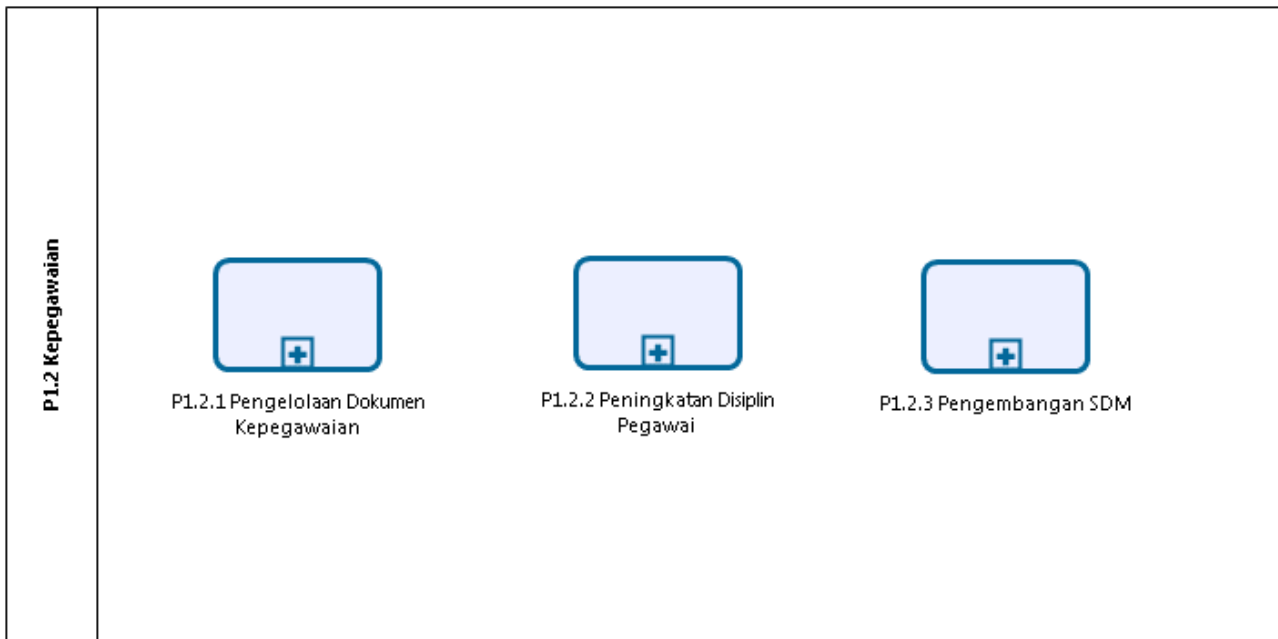 P1.2 Kepegawaian
P1.2.1 Pengelolaan Dokumen
Kepegawaian
P1.2.2 Peningkatan Disiplin
Pegawai
P1.2.3 Pengembangan SDM